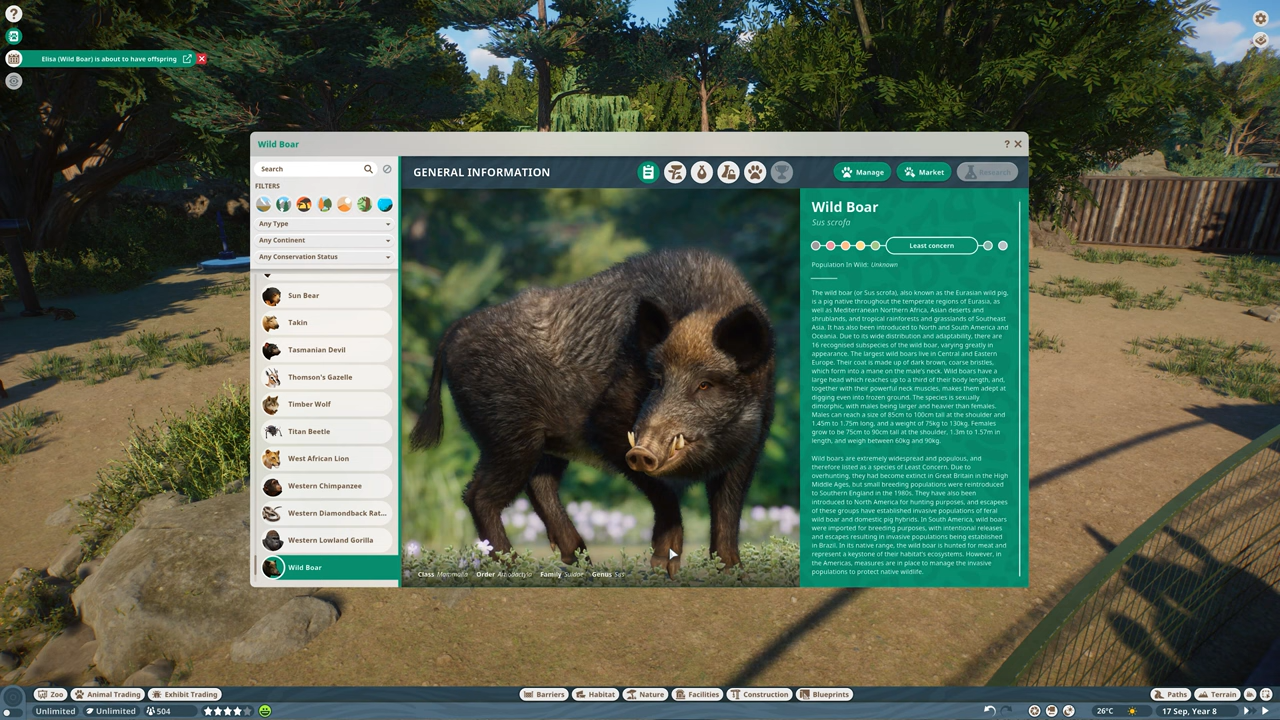 ?
Elisa (Wild Boar) is about to have offspring
Wild Boar
?
Search
FILTERS
Any Type
Any Continent
Any Conservation Status
Sun Bear
Takin
Tasmanian Devil
Thomson's Gazelle
Timber Wolf
Titan Beetle
West African Lion
Western Chimpanzee
Western Diamondback Rat...
Western Lowland Gorilla
Wild Boar
GENERAL INFORMATION
Manage
Market
Research
Class Mammalia Order Artiodactyla Family Suidae Genus Sus
Wild Boar
Sus scrofa
Least concern
Population In Wild: Unknown
The wild boar (or Sus scrofa), also known as the Eurasian wild pig,
is a pig native throughout the temperate regions of Eurasia, as
well as Mediterranean Northern Africa, Asian deserts and
shrublands, and tropical rainforests and grasslands of Southeast
Asia. It has also been introduced to North and South America and
Oceania. Due to its wide distribution and adaptability, there are
16 recognised subspecies of the wild boar, varying greatly in
appearance. The largest wild boars live in Central and Eastern
Europe. Their coat is made up of dark brown, coarse bristles,
which form into a mane on the male's neck. Wild boars have a
large head which reaches up to a third of their body length, and,
together with their powerful neck muscles, makes them adept at
digging even into frozen ground. The species is sexually
dimorphic, with males being larger and heavier than females.
Males can reach a size of 85cm to 100cm tall at the shoulder and
1.45m to 1.75m long, and a weight of 75kg to 130kg. Females
grow to be 75cm to 90cm tall at the shoulder, 1.3m to 1.57m in
length, and weigh between 60kg and 90kg.
Wild boars are extremely widespread and populous, and
therefore listed as a species of Least Concern. Due to
overhunting, they had become extinct in Great Britain in the High
Middle Ages, but small breeding populations were reintroduced
to Southern England in the 1980s. They have also been
introduced to North America for hunting purposes, and escapees
of these groups have established invasive populations of feral
wild boar and domestic pig hybrids. In South America, wild boars
were imported for breeding purposes, with intentional releases
and escapes resulting in invasive populations being established
in Brazil. In its native range, the wild boar is hunted for meat and
represent a keystone of their habitat's ecosystems. However, in
the Americas, measures are in place to manage the invasive
populations to protect native wildlife.
Zoo
Animal Trading
Exhibit Trading
Barriers
Habitat
Nature
Facilities
Construction
Blueprints
Paths
Terrain
Unlimited
Unlimited
504
26°C
17 Sep, Year 8